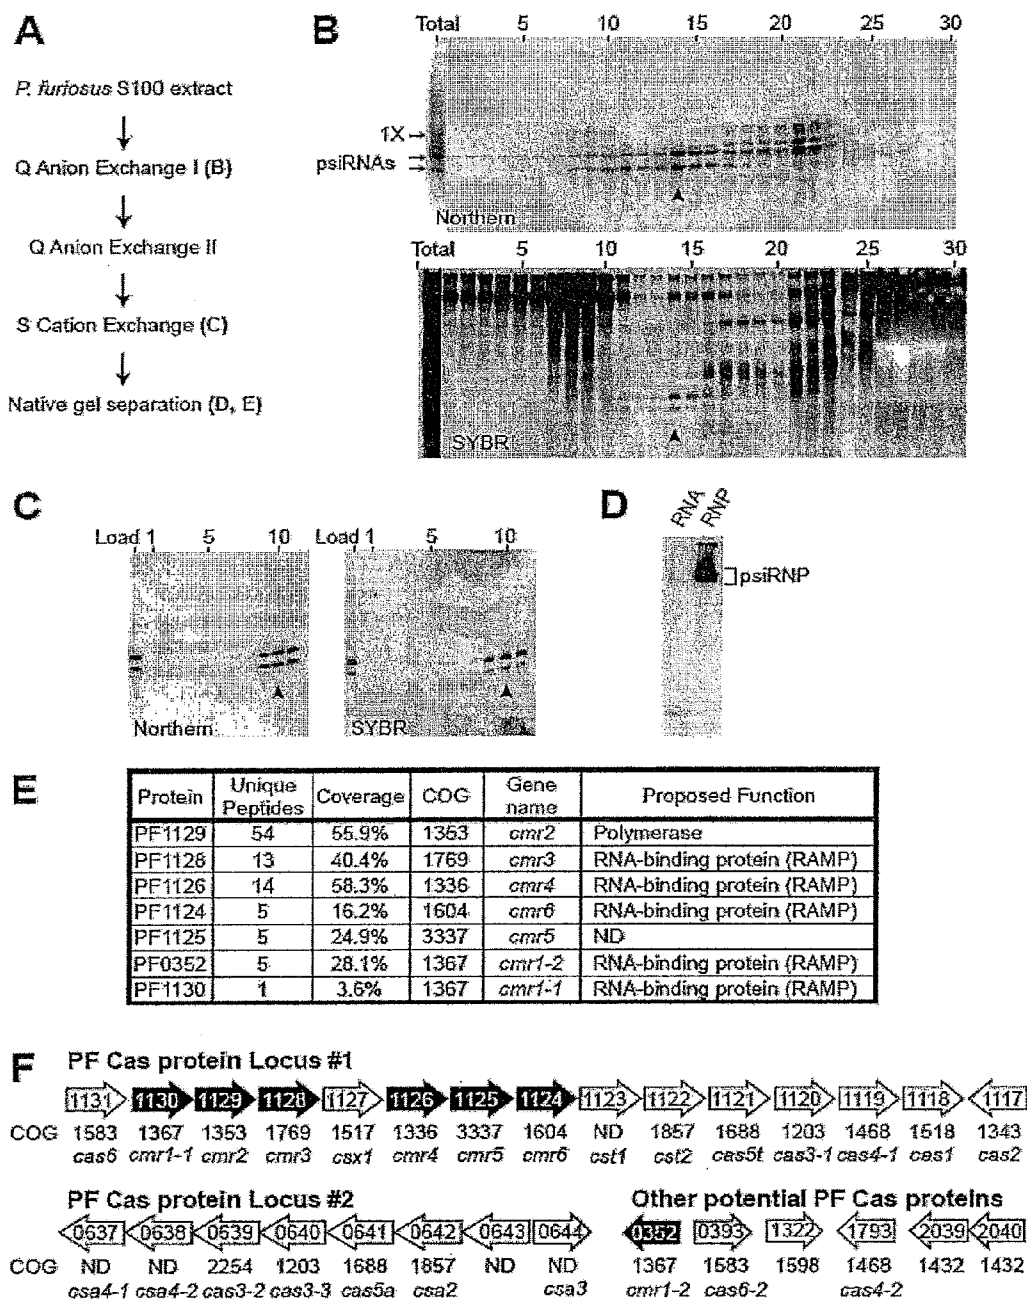 A
P. furiosus S100 extract
Q Anion Exchange I (B)
Q Anion Exchange II
S Cation Exchange (C)
Native gel separation (D, E)
B
Total 5 10 15 20 25 30
1X
psiRNAs
Northern
Total 5 10 15 20 25 30
SYBR
C
Load 1 5 10
Northern
Load 1 5 10
SYBR
D
RNA RNP
psiRNP
E
Protein Unique Peptides Coverage COG Gene name Proposed Function
PF1129 54 55.9% 1353 cmr2 Polymerase
PF1128 13 40.4% 1769 cmr3 RNA-binding protein (RAMP)
PF1126 14 58.3% 1336 cmr4 RNA-binding protein (RAMP)
PF1124 5 16.2% 1604 cmr6 RNA-binding protein (RAMP)
PF1125 5 24.9% 3337 cmr5 ND
PF0352 5 28.1% 1367 cmr1-2 RNA-binding protein (RAMP)
PF1130 1 3.6% 1367 cmr1-1 RNA-binding protein (RAMP)
F
PF Cas protein Locus #1
1131 1130 1129 1128 1127 1126 1125 1124 1123 1122 1121 1120 1119 1118 1117
COG 1583 1367 1353 1769 1517 1336 3337 1604 ND 1857 1688 1203 1468 1518 1343
cas6 cmr1-1 cmr2 cmr3 csx1 cmr4 cmr5 cmr6 cst1 cst2 cas5t cas3-1 cas4-1 cas1 cas2
PF Cas protein Locus #2
0637 0638 0639 0640 0641 0642 0643 0644
COG ND ND 2254 1203 1688 1857 ND ND
csa4-1 csa4-2 cas3-2 cas3-3 cas5a csa2 csa3
Other potential PF Cas proteins
0352 0393 1322 1793 2039 2040
1367 1583 1598 1468 1432 1432
cmr1-2 cas6-2 cas4-2